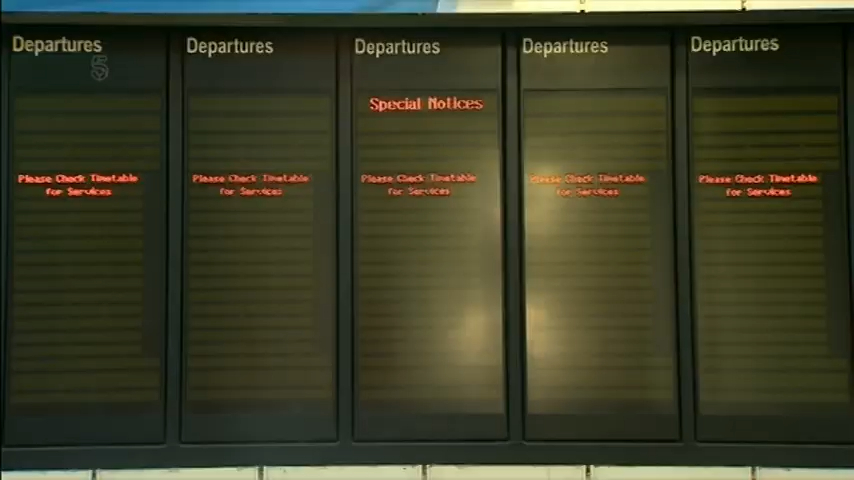 Departures
5
Please Check Timetable
for Services
Departures
Please Check Timetable
for Services
Departures
Special Notices
Please Check Timetable
for Services
Departures
Please Check Timetable
for Services
Departures
Please Check Timetable
for Services